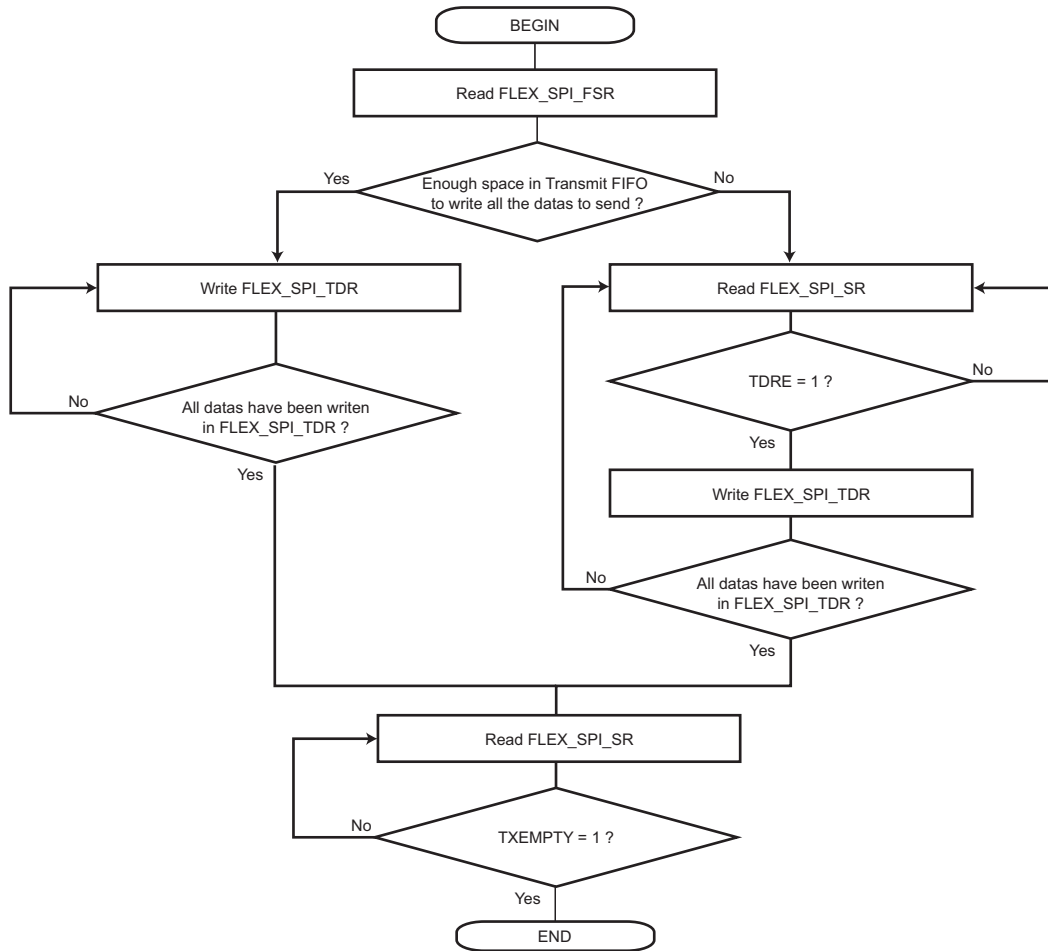 BEGIN
Read FLEX_SPI_FSR
Yes
Enough space in Transmit FIFO
to write all the datas to send ?
No
Write FLEX_SPI_TDR
No
All datas have been writen
in FLEX_SPI_TDR ?
Yes
Read FLEX_SPI_SR
TDRE = 1 ?
No
Yes
Write FLEX_SPI_TDR
No
All datas have been writen
in FLEX_SPI_TDR ?
Yes
Read FLEX_SPI_SR
No
TXEMPTY = 1 ?
Yes
END